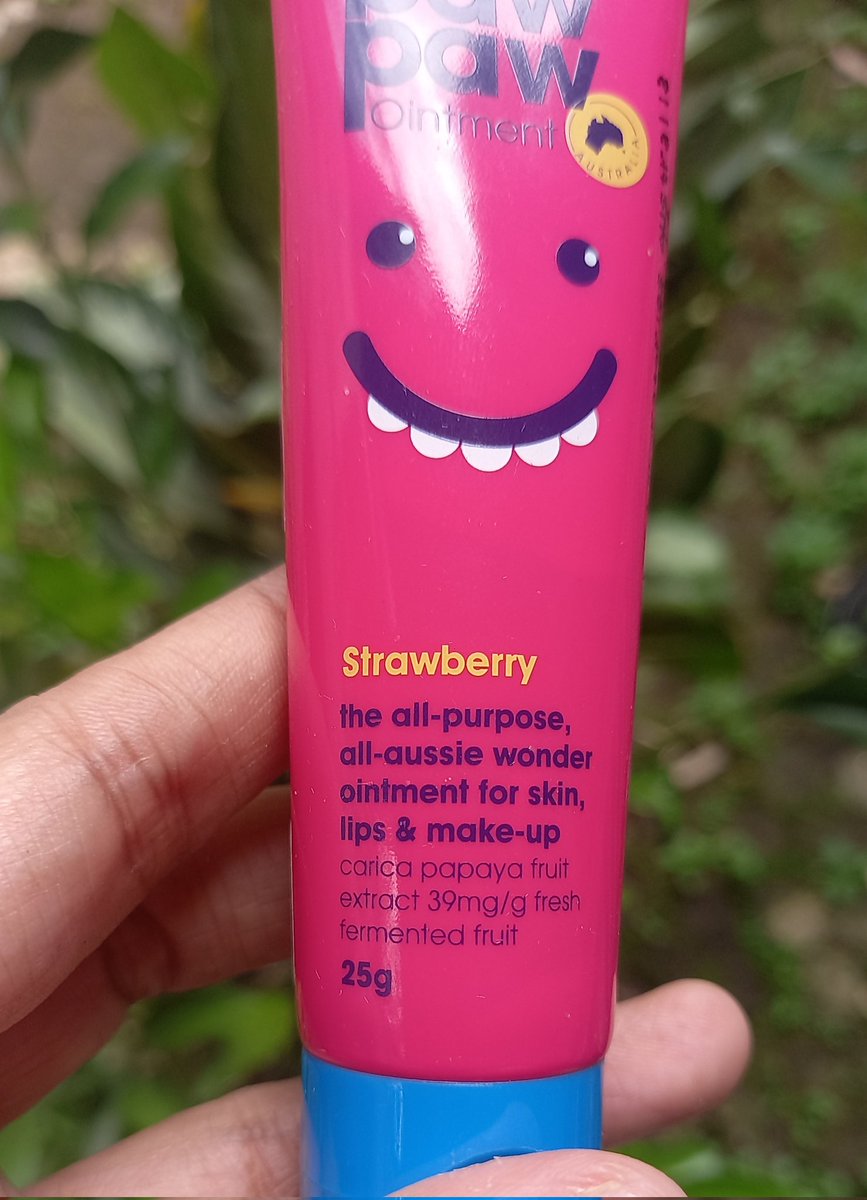 paw
paw
Ointment
AUSTRALIA
Strawberry
the all-purpose,
all-aussie wonder
ointment for skin,
lips & make-up
carica papaya fruit
extract 39mg/g fresh
fermented fruit
25g